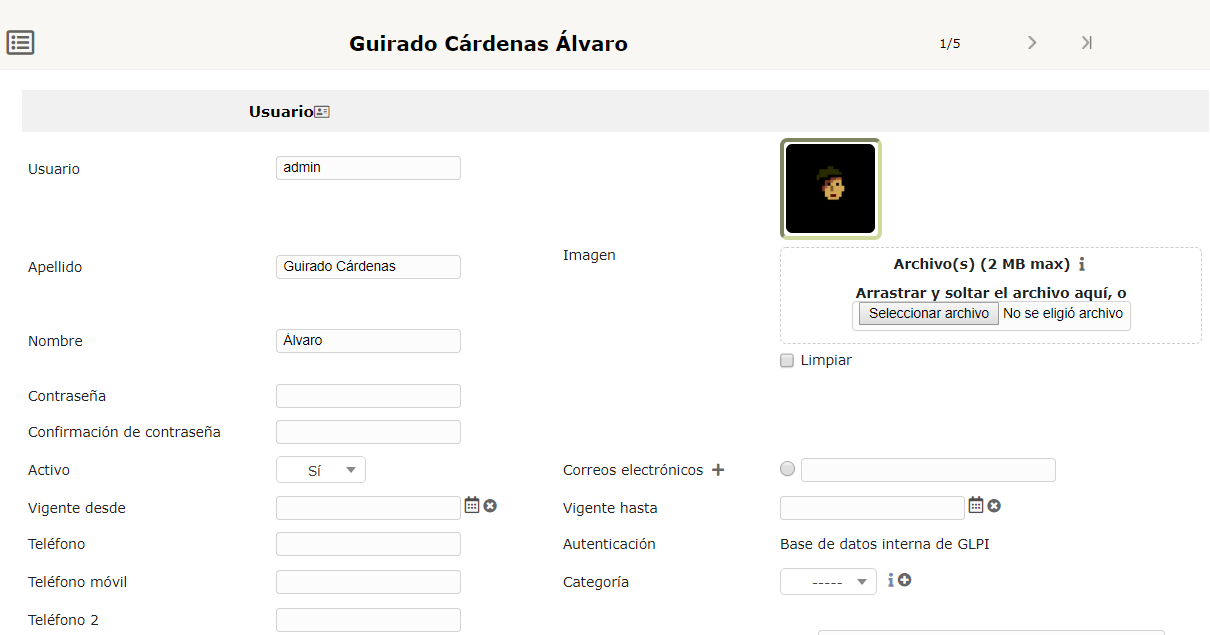 Guirado Cárdenas Álvaro
1/5
Usuario
Usuario
admin
Apellido
Guirado Cárdenas
Imagen
Archivo(s) (2 MB max)
Arrastrar y soltar el archivo aquí, o
Seleccionar archivo No se eligió archivo
Limpiar
Nombre
Álvaro
Contraseña
Confirmación de contraseña
Activo
Sí
Correos electrónicos
Vigente desde
Vigente hasta
Teléfono
Autenticación
Base de datos interna de GLPI
Teléfono móvil
Categoría
-----
Teléfono 2